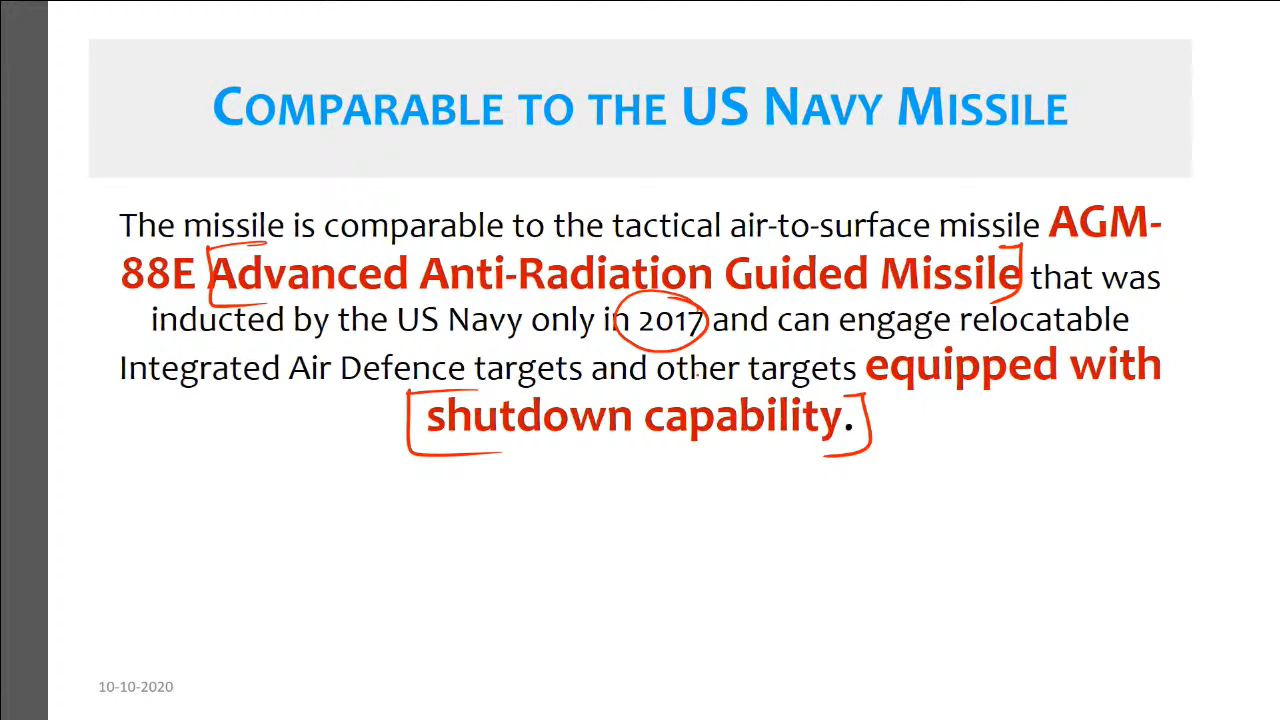 COMPARABLE TO THE US NAVY MISSILE
The missile is comparable to the tactical air-to-surface missile AGM-
88E Advanced Anti-Radiation Guided Missile that was
inducted by the US Navy only in 2017 and can engage relocatable
Integrated Air Defence targets and other targets equipped with
shutdown capability.
10-10-2020